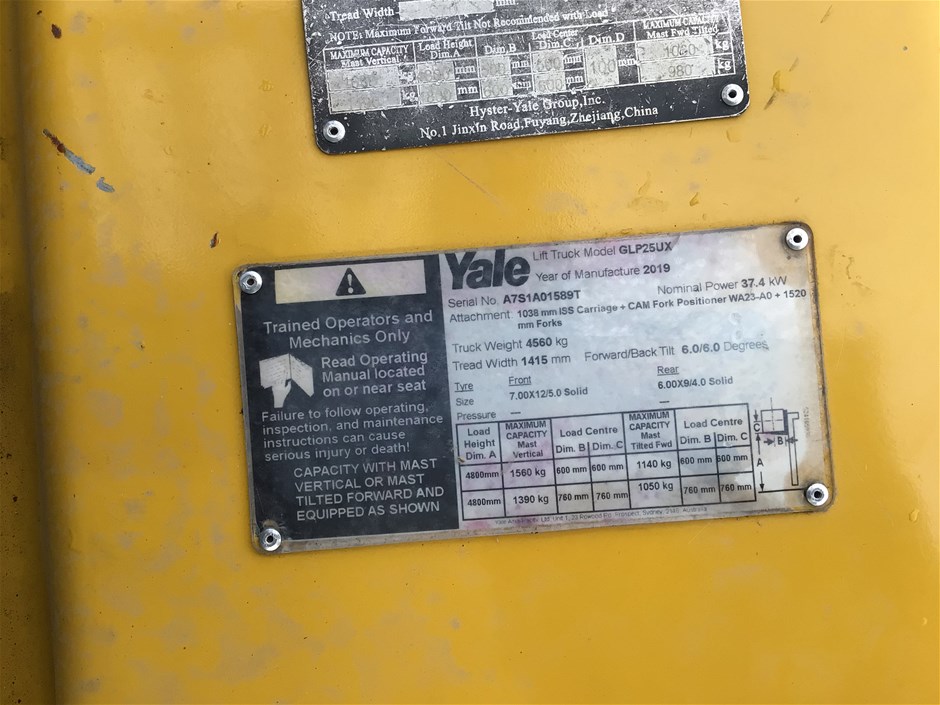 Tread Width mm
NOTE: Maximum Forward Tilt Not Recommended with Load
MAXIMUM CAPACITY Mast Vertical
Load Height Dim.A
Dim.B
Load Center Dim.C
Dim.D
MAXIMUM CAPACITY Mast Fwd Tilted
kg mm mm 100 mm kg
mm 980 kg
Hyster-Yale Group,Inc.
No.1 Jinxin Road,Fuyang,Zhejiang,China
Trained Operators and
Mechanics Only
Read Operating
Manual located
on or near seat
Failure to follow operating,
inspection, and maintenance
instructions can cause
serious injury or death!
CAPACITY WITH MAST
VERTICAL OR MAST
TILTED FORWARD AND
EQUIPPED AS SHOWN
Yale Lift Truck Model GLP25UX
Year of Manufacture 2019
Serial No. A7S1A01589T Nominal Power 37.4 kW
Attachment 1038 mm ISS Carriage + CAM Fork Positioner WA23-A0 + 1520
mm Forks
Truck Weight 4560 kg
Tread Width 1415 mm Forward/Back Tilt 6.0/6.0 Degrees
Tyre Front Rear
Size 7.00X12/5.0 Solid 6.00X9/4.0 Solid
Pressure — —
Load Height Dim. A
MAXIMUM CAPACITY Mast Vertical
Load Centre Dim. B Dim. C
MAXIMUM CAPACITY Mast Tilted Fwd
Load Centre Dim. B Dim. C
4800mm 1560 kg 600 mm 600 mm 1140 kg 600 mm 600 mm
4800mm 1390 kg 760 mm 760 mm 1050 kg 760 mm 760 mm
C
B
A
Sydney, Australia